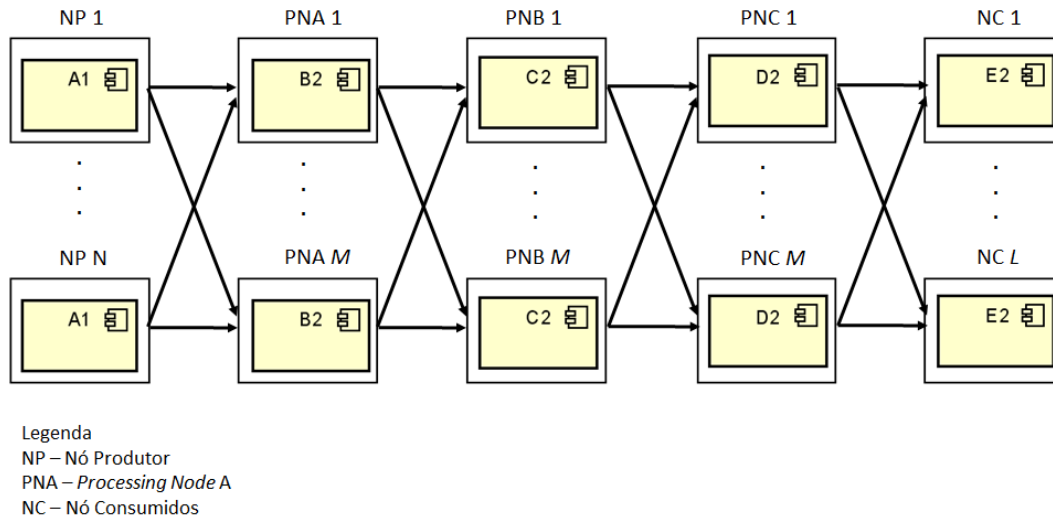 NP 1 PNA 1 PNB 1 PNC 1 NC 1
A1 B2 C2 D2 E2
NP N PNA M PNB M PNC M NC L
A1 B2 C2 D2 E2
Legenda
NP – Nó Produtor
PNA – Processing Node A
NC – Nó Consumidos